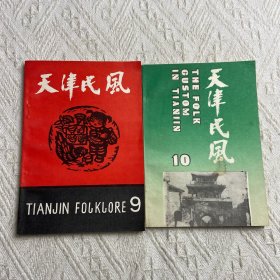 天津民風
TIANJIN FOLKLORE 9
天津民風
THE FOLK
CUSTOM
IN TIANJIN
10